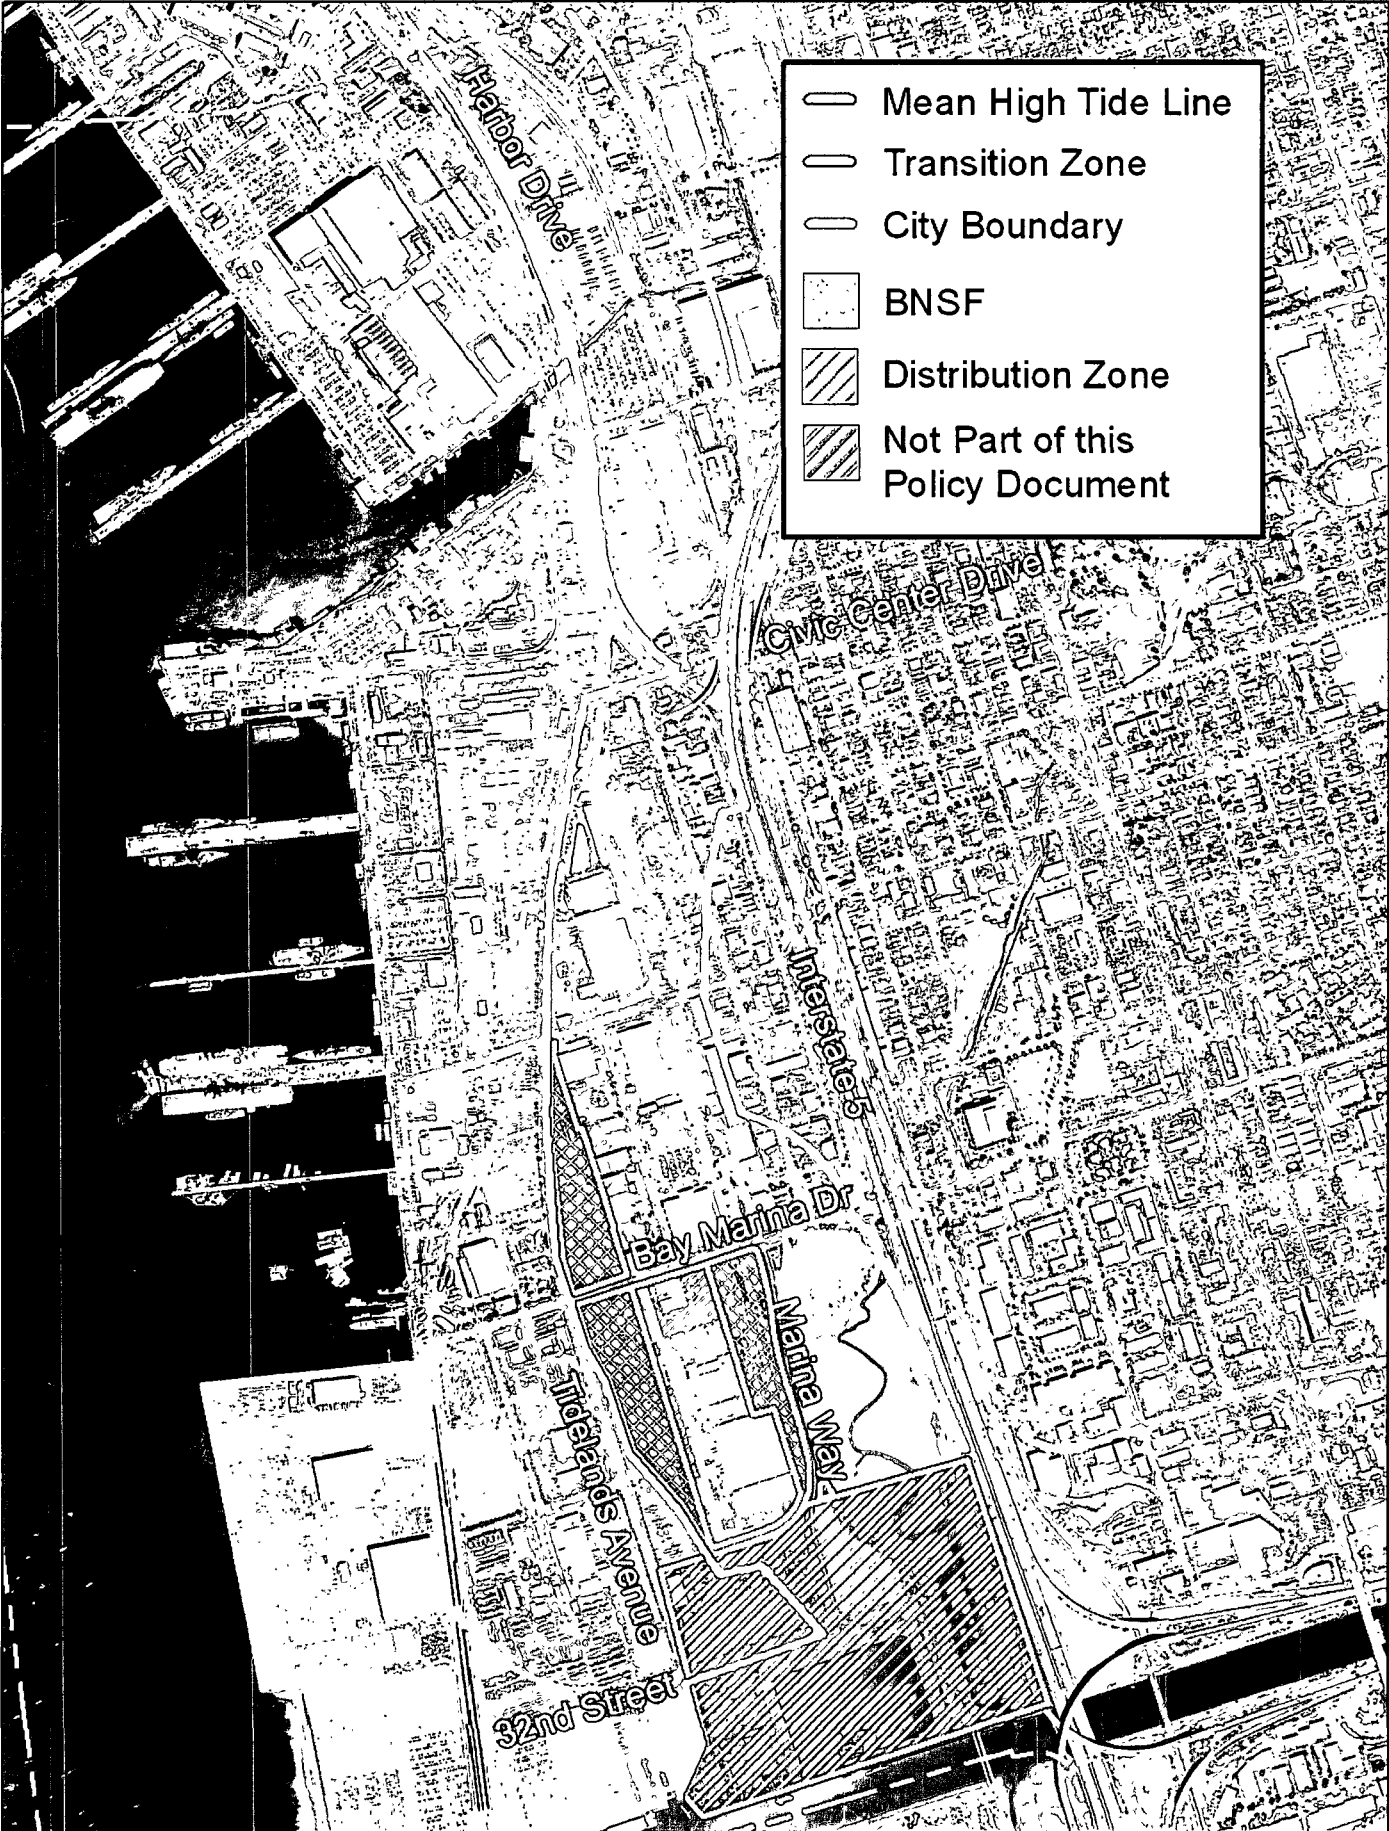 Harbor Drive
Mean High Tide Line
Transition Zone
City Boundary
BNSF
Distribution Zone
Not Part of this
Policy Document
Civic Center Drive
Interstate 5
Bay Marina Dr
Marina Way
Tidelands Avenue
32nd Street